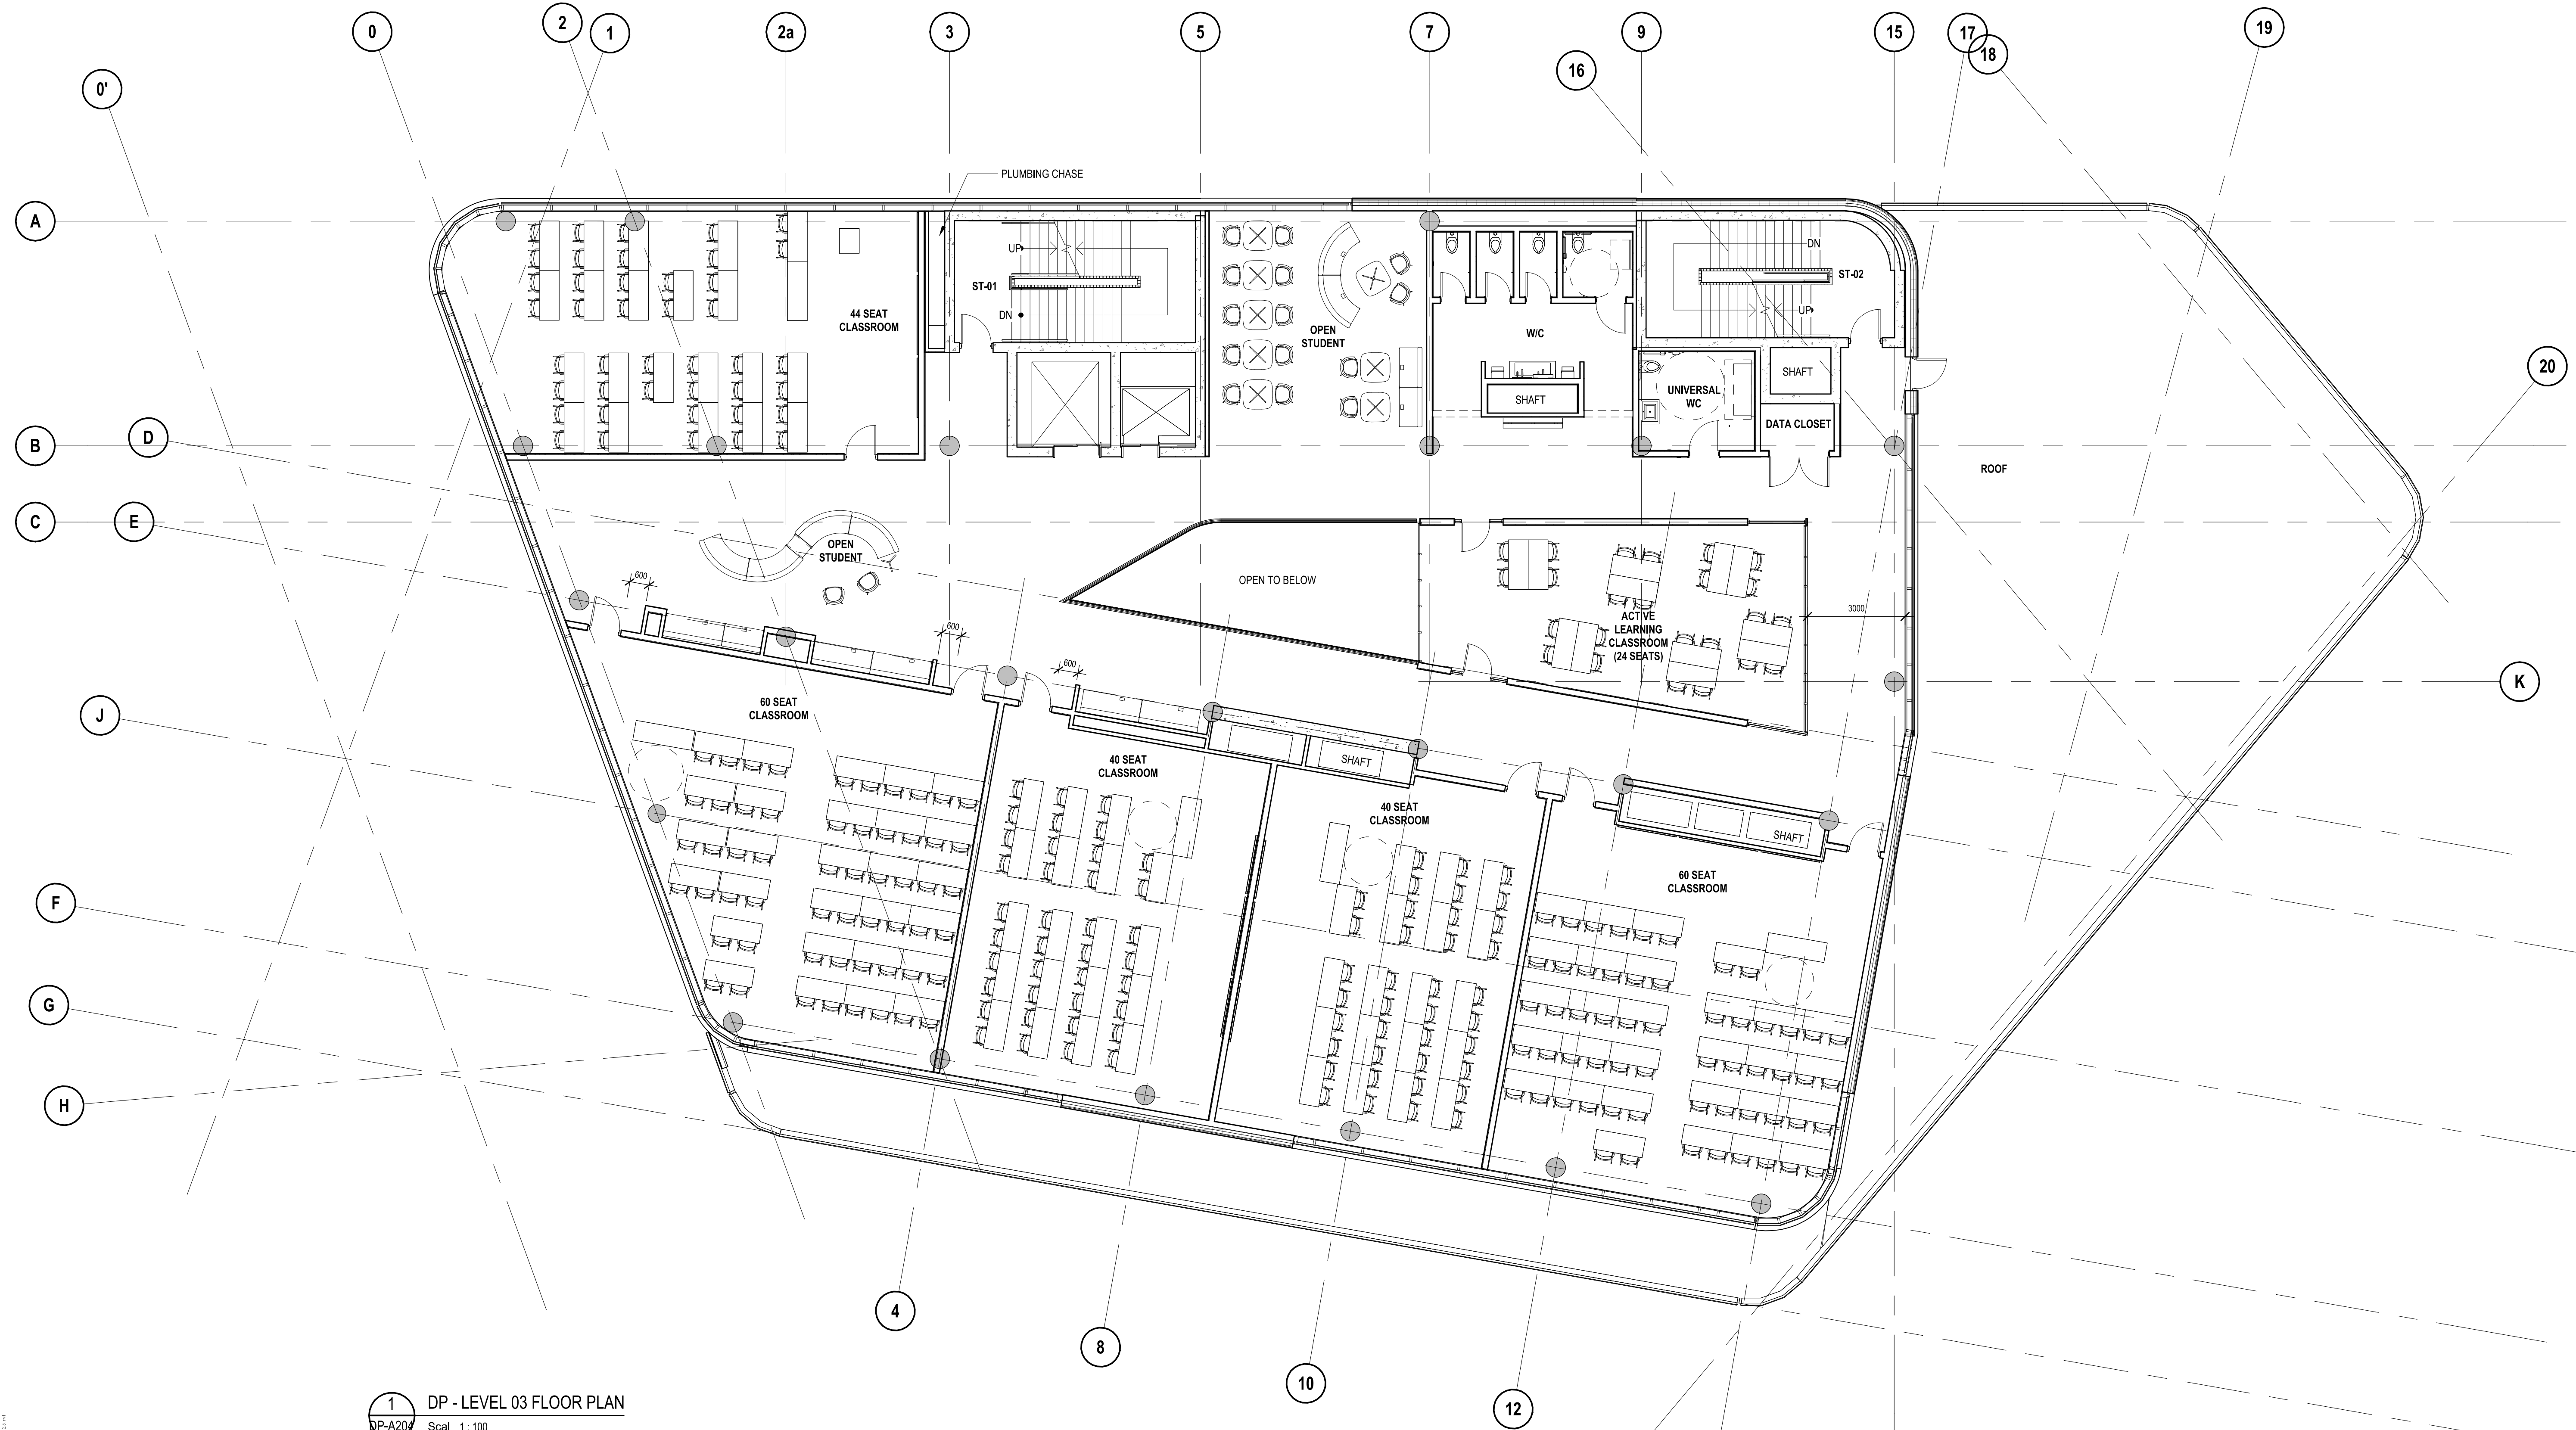 0'
0
2
1
2a
3
5
7
16
9
15
17
18
19
20
A
B
D
C
E
J
K
F
G
H
PLUMBING CHASE
UP
ST-01
DN
44 SEAT
CLASSROOM
OPEN
STUDENT
W/C
SHAFT
DN
ST-02
UP
SHAFT
UNIVERSAL
WC
DATA CLOSET
ROOF
OPEN
STUDENT
600
600
600
OPEN TO BELOW
ACTIVE
LEARNING
CLASSROOM
(24 SEATS)
3000
60 SEAT
CLASSROOM
40 SEAT
CLASSROOM
SHAFT
40 SEAT
CLASSROOM
SHAFT
60 SEAT
CLASSROOM
4
8
10
12
1
DP - LEVEL 03 FLOOR PLAN
DP-A204
Scal 1 : 100